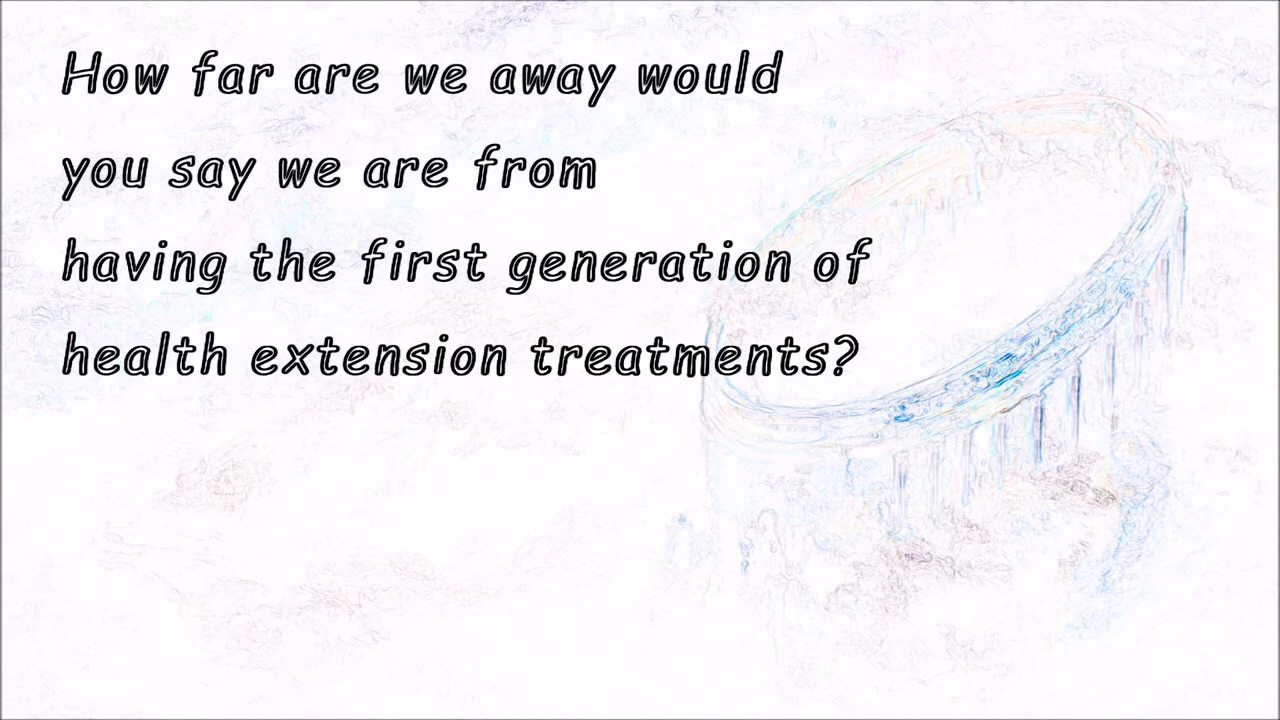 How far are we away would
you say we are from
having the first generation of
health extension treatments?